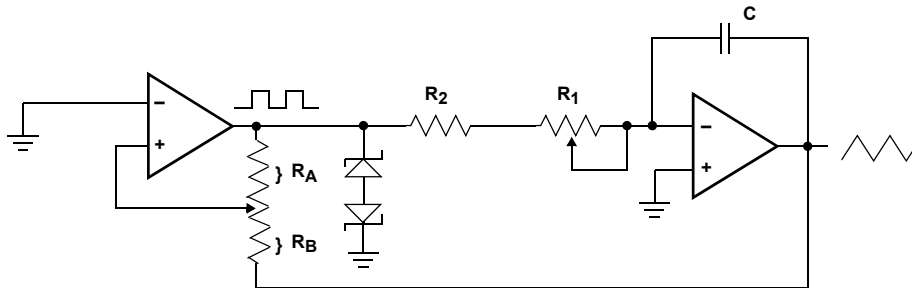 C
R2
R1
–
+
} RA
} RB
–
+